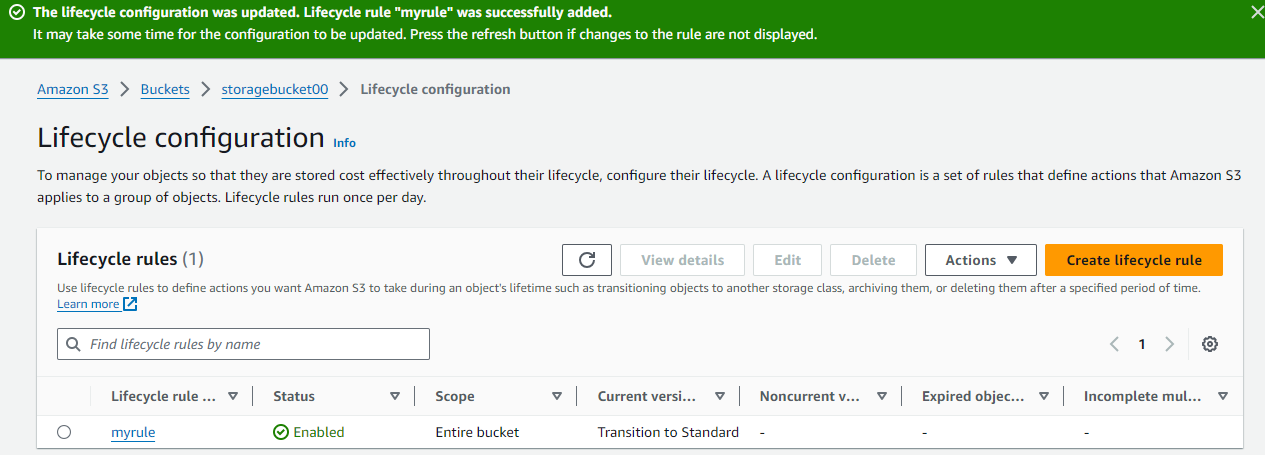 The lifecycle configuration was updated. Lifecycle rule "myrule" was successfully added.
It may take some time for the configuration to be updated. Press the refresh button if changes to the rule are not displayed.
Amazon S3 > Buckets > storagebucket00 > Lifecycle configuration
Lifecycle configuration Info
To manage your objects so that they are stored cost effectively throughout their lifecycle, configure their lifecycle. A lifecycle configuration is a set of rules that define actions that Amazon S3
applies to a group of objects. Lifecycle rules run once per day.
Lifecycle rules (1) View details Edit Delete Actions Create lifecycle rule
Use lifecycle rules to define actions you want Amazon S3 to take during an object's lifetime such as transitioning objects to another storage class, archiving them, or deleting them after a specified period of time.
Learn more
Find lifecycle rules by name 1
Lifecycle rule ... Status Scope Current versi... Noncurrent v... Expired objec... Incomplete mul...
myrule Enabled Entire bucket Transition to Standard - - -